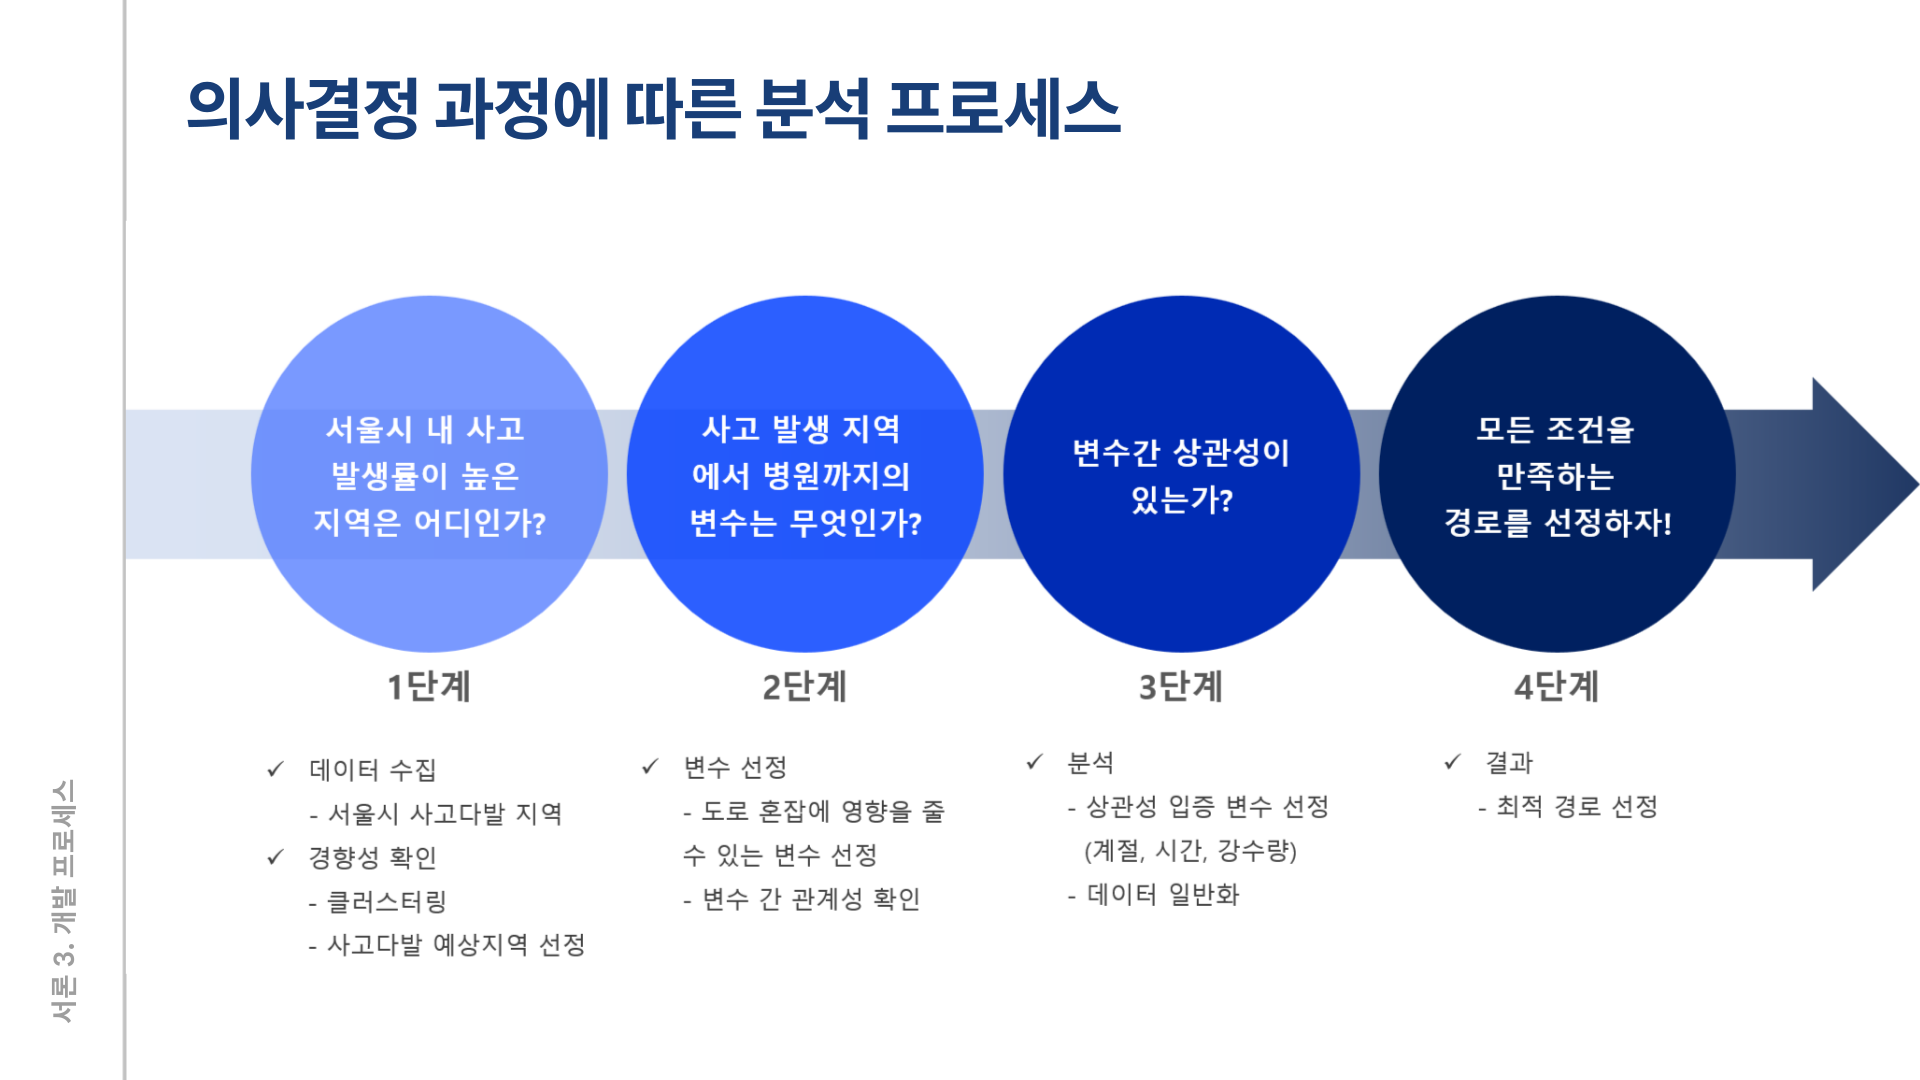 의사결정 과정에 따른 분석 프로세스
서울시 내 사고
발생률이 높은
지역은 어디인가?
1단계
✓ 데이터 수집
- 서울시 사고다발 지역
✓ 경향성 확인
- 클러스터링
- 사고다발 예상지역 선정
사고 발생 지역
에서 병원까지의
변수는 무엇인가?
2단계
✓ 변수 선정
- 도로 혼잡에 영향을 줄
수 있는 변수 선정
- 변수 간 관계성 확인
변수간 상관성이
있는가?
3단계
✓ 분석
- 상관성 입증 변수 선정
(계절, 시간, 강수량)
- 데이터 일반화
모든 조건을
만족하는
경로를 선정하자!
4단계
✓ 결과
- 최적 경로 선정
서론 3. 개발 프로세스